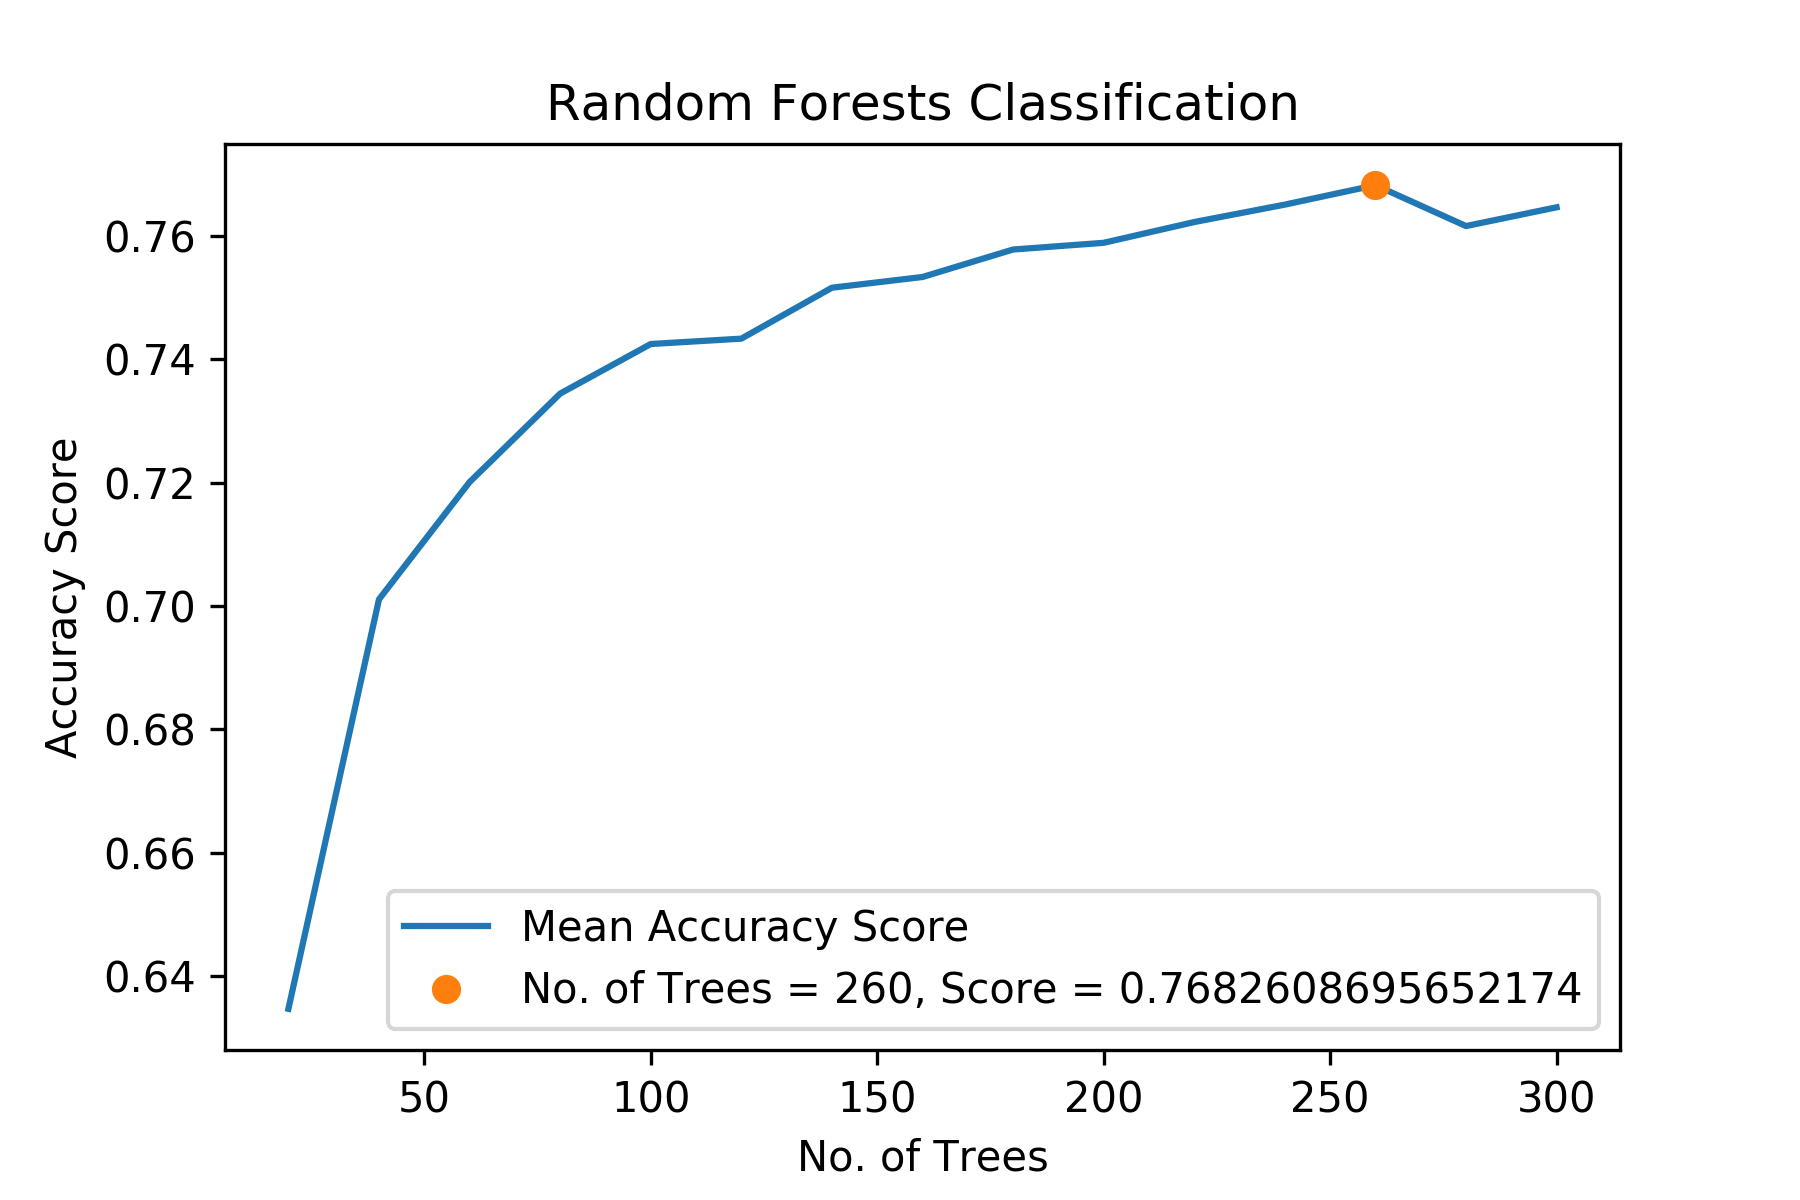 Random Forests Classification
Accuracy Score
0.76
0.74
0.72
0.70
0.68
0.66
0.64
Mean Accuracy Score
No. of Trees = 260, Score = 0.7682608695652174
50 100 150 200 250 300
No. of Trees